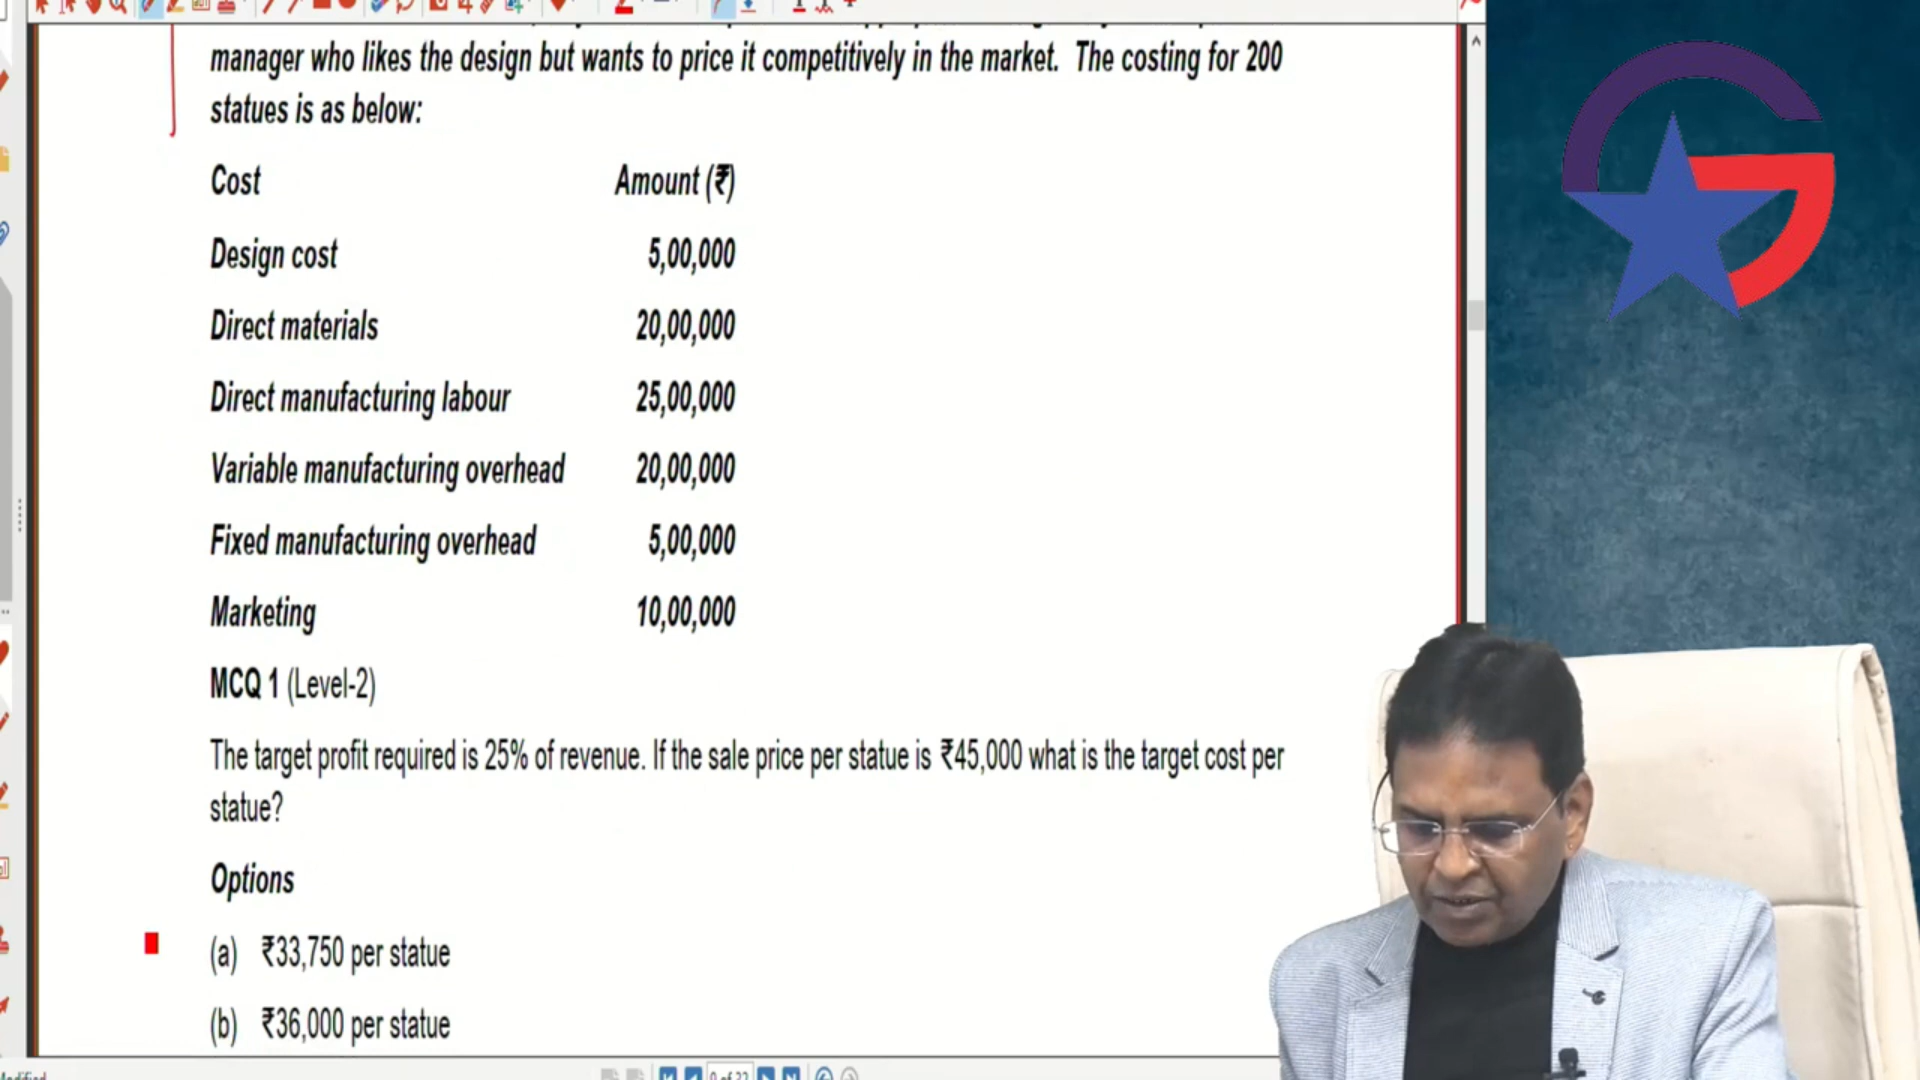 manager who likes the design but wants to price it competitively in the market. The costing for 200
statues is as below:
Cost Amount (₹)
Design cost 5,00,000
Direct materials 20,00,000
Direct manufacturing labour 25,00,000
Variable manufacturing overhead 20,00,000
Fixed manufacturing overhead 5,00,000
Marketing 10,00,000
MCQ 1 (Level-2)
The target profit required is 25% of revenue. If the sale price per statue is ₹45,000 what is the target cost per
statue?
Options
(a) ₹33,750 per statue
(b) ₹36,000 per statue